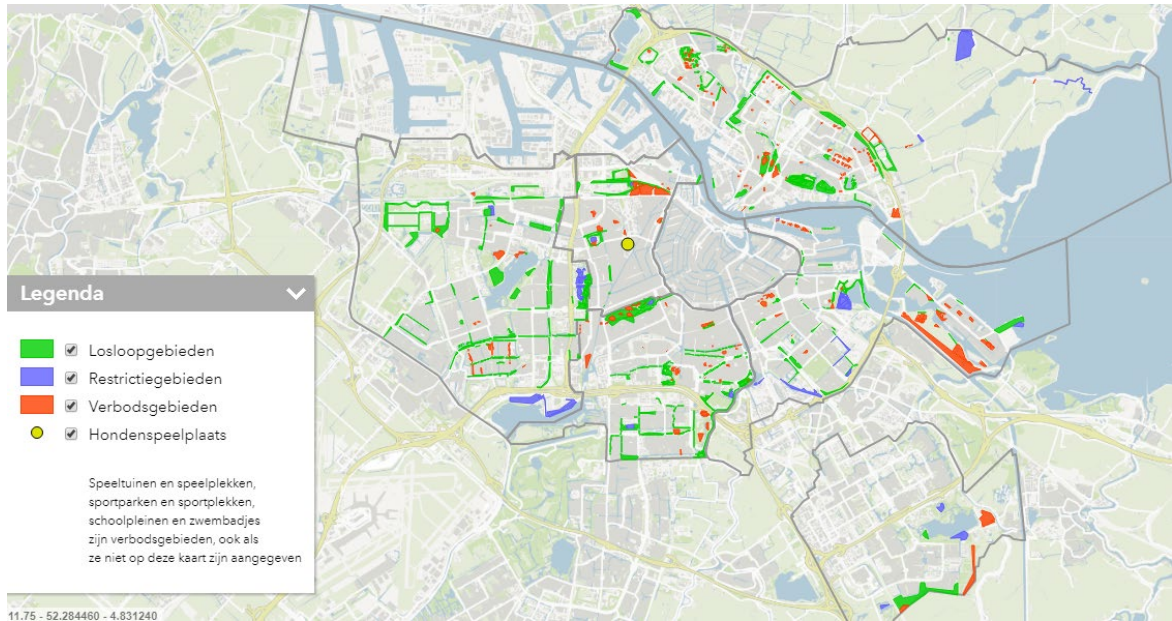 Legenda
Losloopgebieden
Restrictiegebieden
Verbodsgebieden
Hondenspeelplaats
Speeltuinen en speelplekken,
sportparken en sportplekken,
schoolpleinen en zwembadjes
zijn verbodsgebieden, ook als
ze niet op deze kaart zijn aangegeven
11.75 - 52.284460 - 4.831240